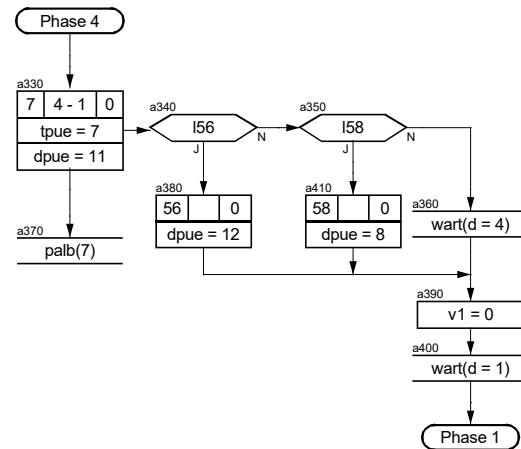 Phase 4
a330
7 4 - 1 0
tpue = 7
dpue = 11
a340
I56
J
N
a350
I58
J
N
a380
56 0
dpue = 12
a410
58 0
dpue = 8
a360
wart(d = 4)
a370
palb(7)
a390
v1 = 0
a400
wart(d = 1)
Phase 1